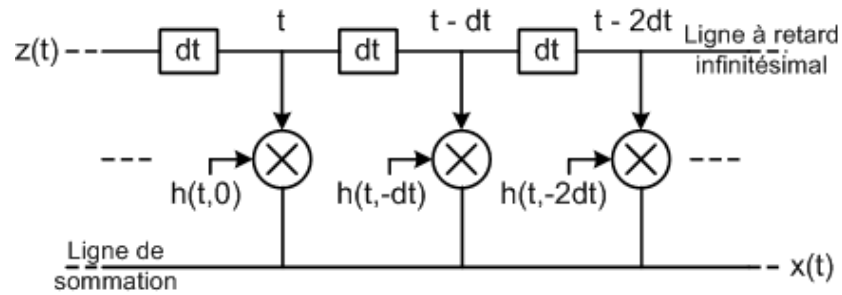 t t - dt t - 2dt
z(t) dt dt dt Ligne à retard
infinitésimal
h(t,0) h(t,-dt) h(t,-2dt)
Ligne de
sommation x(t)